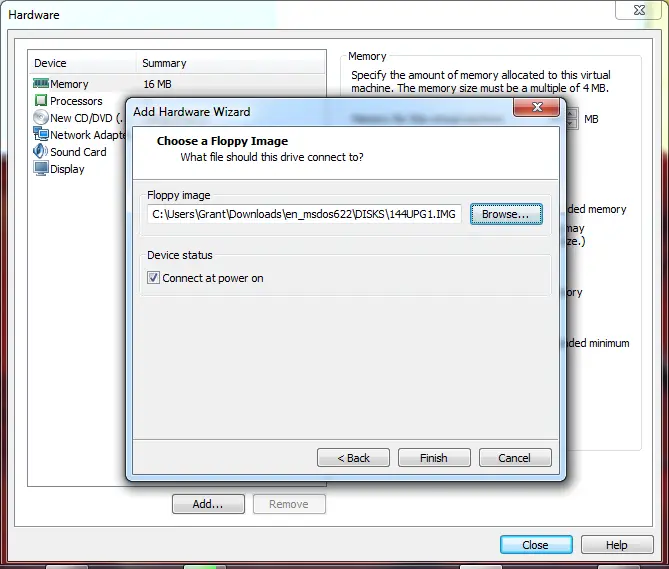 Hardware
Device Summary
Memory 16 MB
Processors
New CD/DVD (.
Network Adapte
Sound Card
Display
Add... Remove
Memory
Specify the amount of memory allocated to this virtual
machine. The memory size must be a multiple of 4 MB.
MB
ded memory
may
ze.)
ory
ded minimum
Add Hardware Wizard
Choose a Floppy Image
What file should this drive connect to?
Floppy image
C:\Users\Grant\Downloads\en_msdos622\DISKS\144UPG1.IMG Browse...
Device status
Connect at power on
< Back Finish Cancel
Close Help